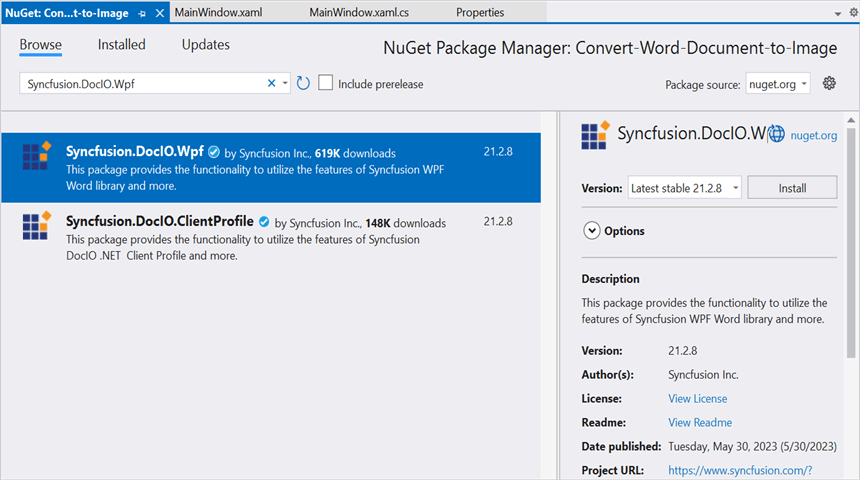 NuGet: Con...t-to-Image MainWindow.xaml MainWindow.xaml.cs Properties
Browse Installed Updates
NuGet Package Manager: Convert-Word-Document-to-Image
Syncfusion.DocIO.Wpf Include prerelease Package source: nuget.org
Syncfusion.DocIO.Wpf by Syncfusion Inc., 619K downloads 21.2.8
This package provides the functionality to utilize the features of Syncfusion WPF
Word library and more.
Syncfusion.DocIO.ClientProfile by Syncfusion Inc., 148K downloads 21.2.8
This package provides the functionality to utilize the features of Syncfusion
DocIO .NET Client Profile and more.
Syncfusion.DocIO.W nuget.org
Version: Latest stable 21.2.8 Install
Options
Description
This package provides the functionality to utilize the
features of Syncfusion WPF Word library and more.
Version: 21.2.8
Author(s): Syncfusion Inc.
License: View License
Readme: View Readme
Date published: Tuesday, May 30, 2023 (5/30/2023)
Project URL: https://www.syncfusion.com/?